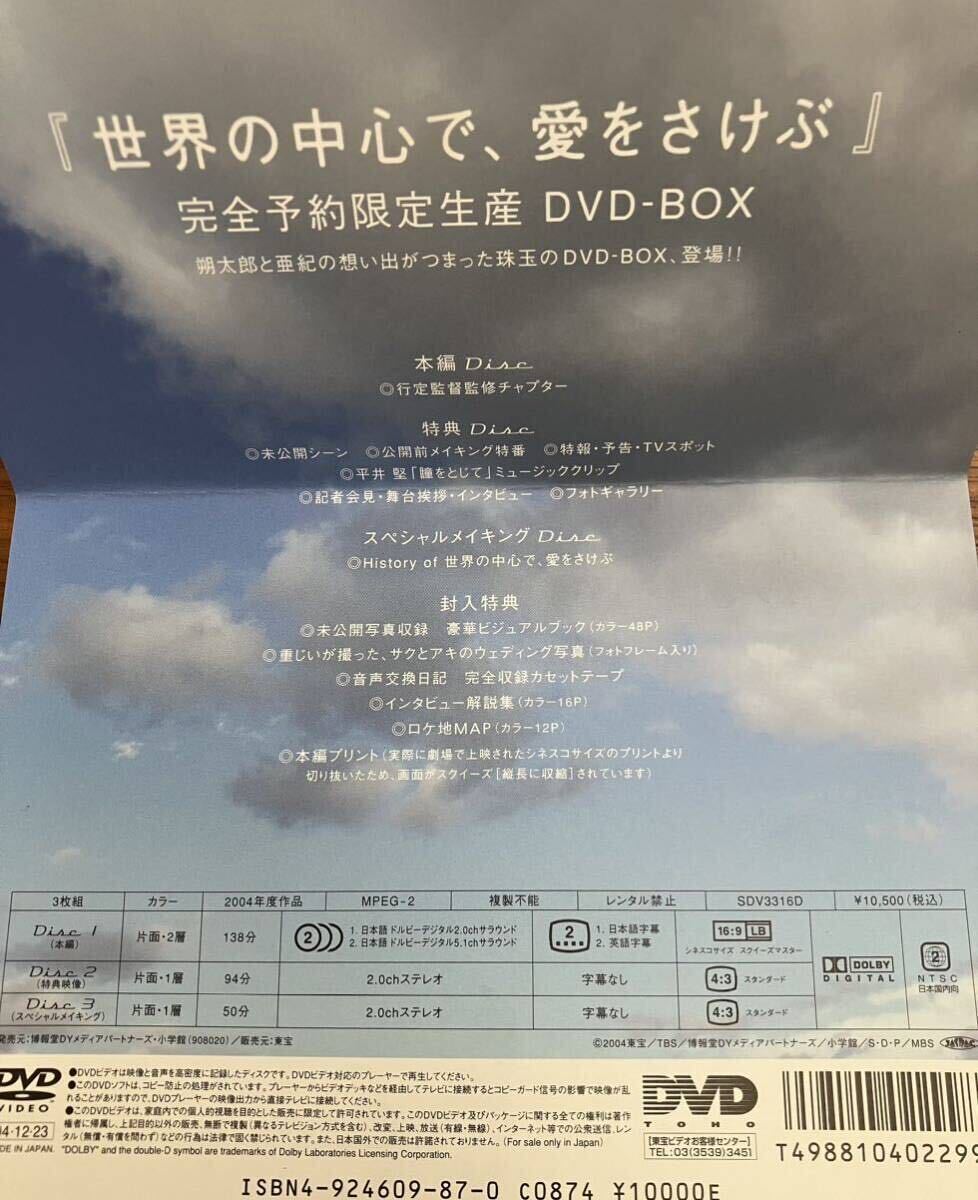 『世界の中心で、愛をさけぶ』
完全予約限定生産 DVD-BOX
朔太郎と亜紀の想い出がつまった珠玉のDVD-BOX、登場!!
本編 Disc
◎行定監督監修チャプター
特典 Disc
◎未公開シーン ◎公開前メイキング特番 ◎特報・予告・TVスポット
◎平井 堅「瞳をとじて」ミュージッククリップ
◎記者会見・舞台挨拶・インタビュー ◎フォトギャラリー
スペシャルメイキング Disc
◎History of 世界の中心で、愛をさけぶ
封入特典
◎未公開写真収録 豪華ビジュアルブック(カラー48P)
◎重じいが撮った、サクとアキのウェディング写真(フォトフレーム入り)
◎音声交換日記 完全収録カセットテープ
◎インタビュー解説集(カラー16P)
◎ロケ地MAP(カラー12P)
◎本編プリント(実際に劇場で上映されたシネスコサイズのプリントより
切り抜いたため、画面がスクイーズ[縦長に収縮]されています)
3枚組 カラー 2004年度作品 MPEG-2 複製不能 レンタル禁止 SDV3316D ¥10,500(税込)
Disc 1 (本編) 片面・2層 138分 2 1. 日本語 ドルビーデジタル2.0chサラウンド 2. 日本語 ドルビーデジタル5.1chサラウンド 2 1. 日本語字幕 2. 英語字幕 16:9 LB シネスコサイズ スクイーズマスター
Disc 2 (特典映像) 片面・1層 94分 2.0chステレオ 字幕なし 4:3 スタンダード
Disc 3 (スペシャルメイキング) 片面・1層 50分 2.0chステレオ 字幕なし 4:3 スタンダード
DOLBY DIGITAL
2 NTSC 日本国内向
発売元:博報堂DYメディアパートナーズ・小学館(908020)/販売元:東宝
©2004東宝/TBS/博報堂DYメディアパートナーズ/小学館/S・D・P/MBS
DVD VIDEO
04-12-23
MADE IN JAPAN.
●DVDビデオは映像と音声を高密度に記録したディスクです。DVDビデオ対応のプレーヤーで再生してください。
●このDVDソフトは、コピー防止の処理がされています。プレーヤーからビデオデッキなどを経由してテレビに接続するとコピーガード信号の影響で映像が乱
れることがありますので、DVDプレーヤーの映像出力から直接テレビに接続してください。
●このDVDビデオは、家庭内での個人的視聴を目的とした販売に限定して許可されています。このDVDビデオ及びパッケージに関する全ての権利は著作
権者に帰属し、上記目的以外の販売、無断で複製(異なるテレビジョン方式も含む)、改変、上映、放送(有線・無線)、インターネット等での公衆送信、レン
タル(無償・有償を問わず)などの行為は法律で固く禁じられています。また、日本国外での販売は許諾されておりません。(For sale only in Japan)
"DOLBY" and the double-D symbol are trademarks of Dolby Laboratories Licensing Corporation.
DVD
TOHO
[東宝ビデオお客様センター]
TEL:03(3539)3451
T498810402299
ISBN4-924609-87-0 C0874 ¥10000E